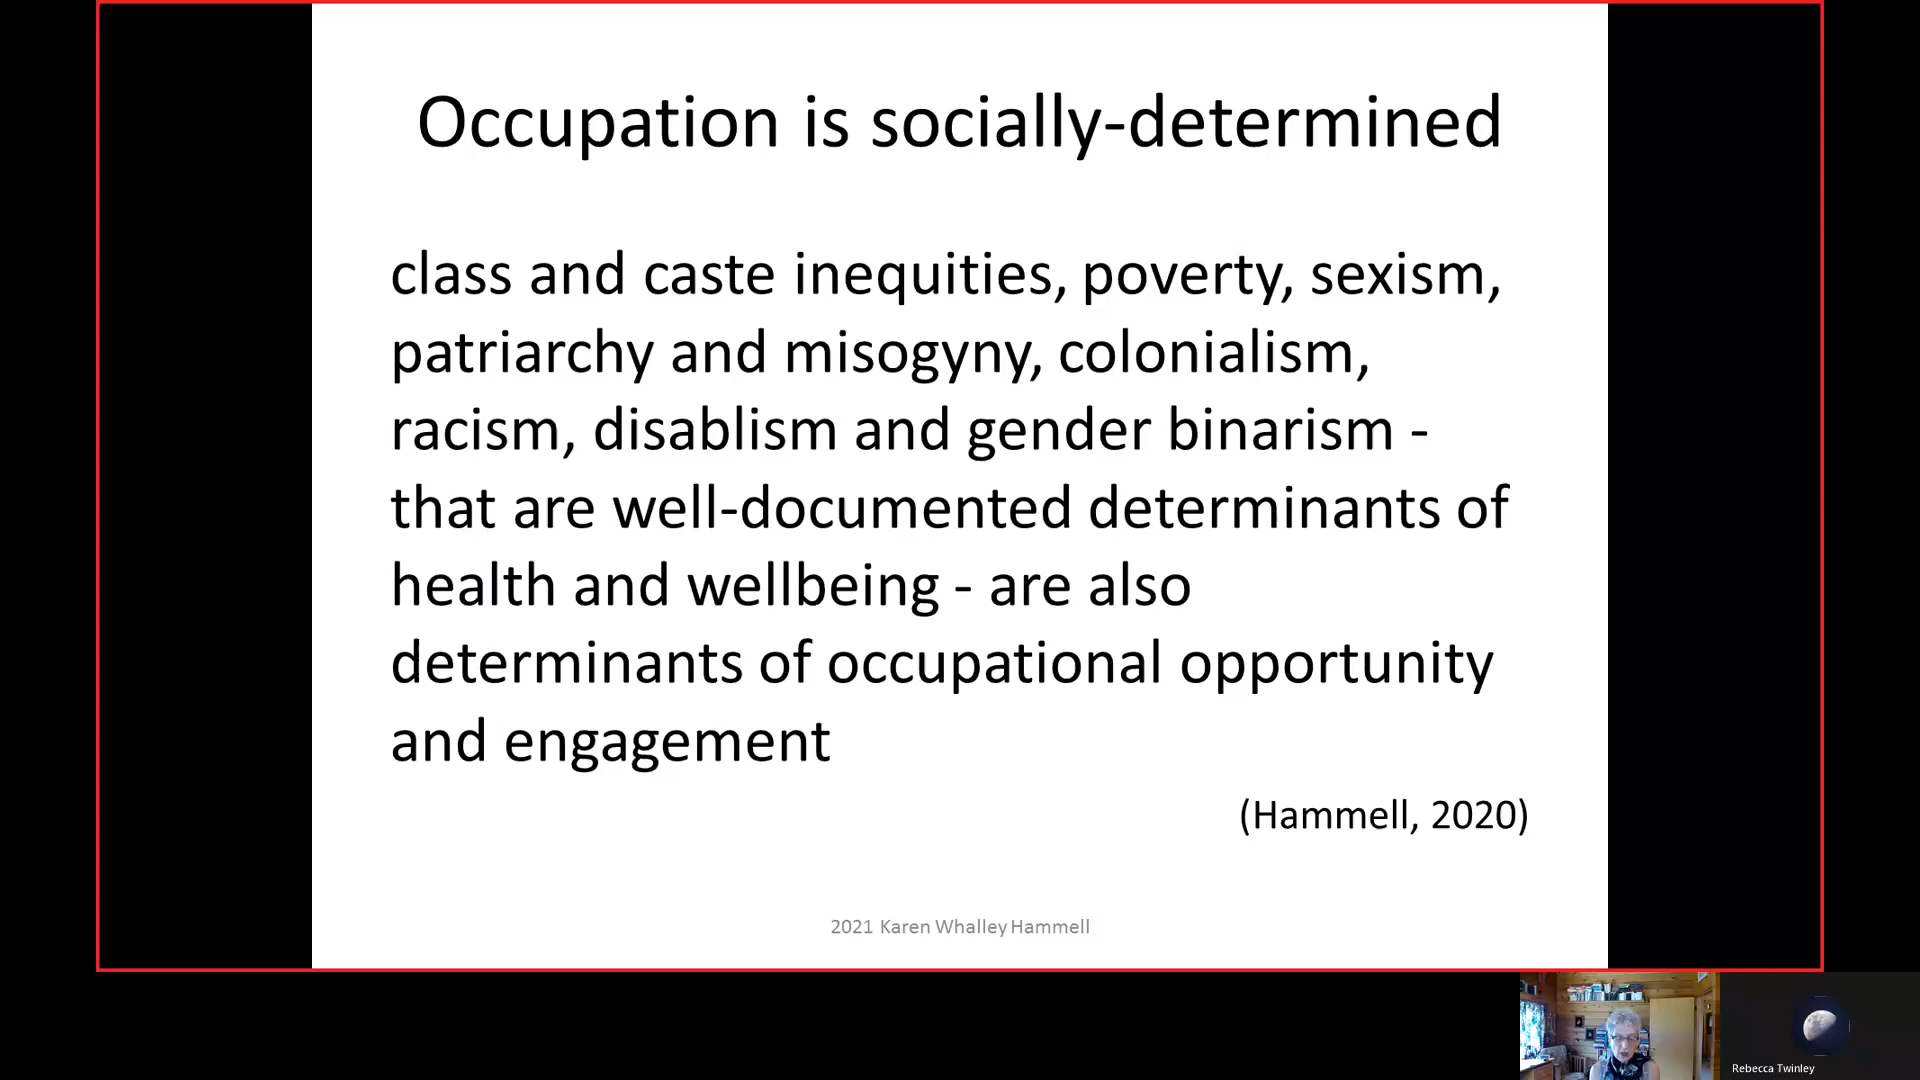 Occupation is socially-determined
class and caste inequities, poverty, sexism,
patriarchy and misogyny, colonialism,
racism, disablism and gender binarism -
that are well-documented determinants of
health and wellbeing - are also
determinants of occupational opportunity
and engagement
(Hammell, 2020)
2021 Karen Whalley Hammell
Rebecca Twinley